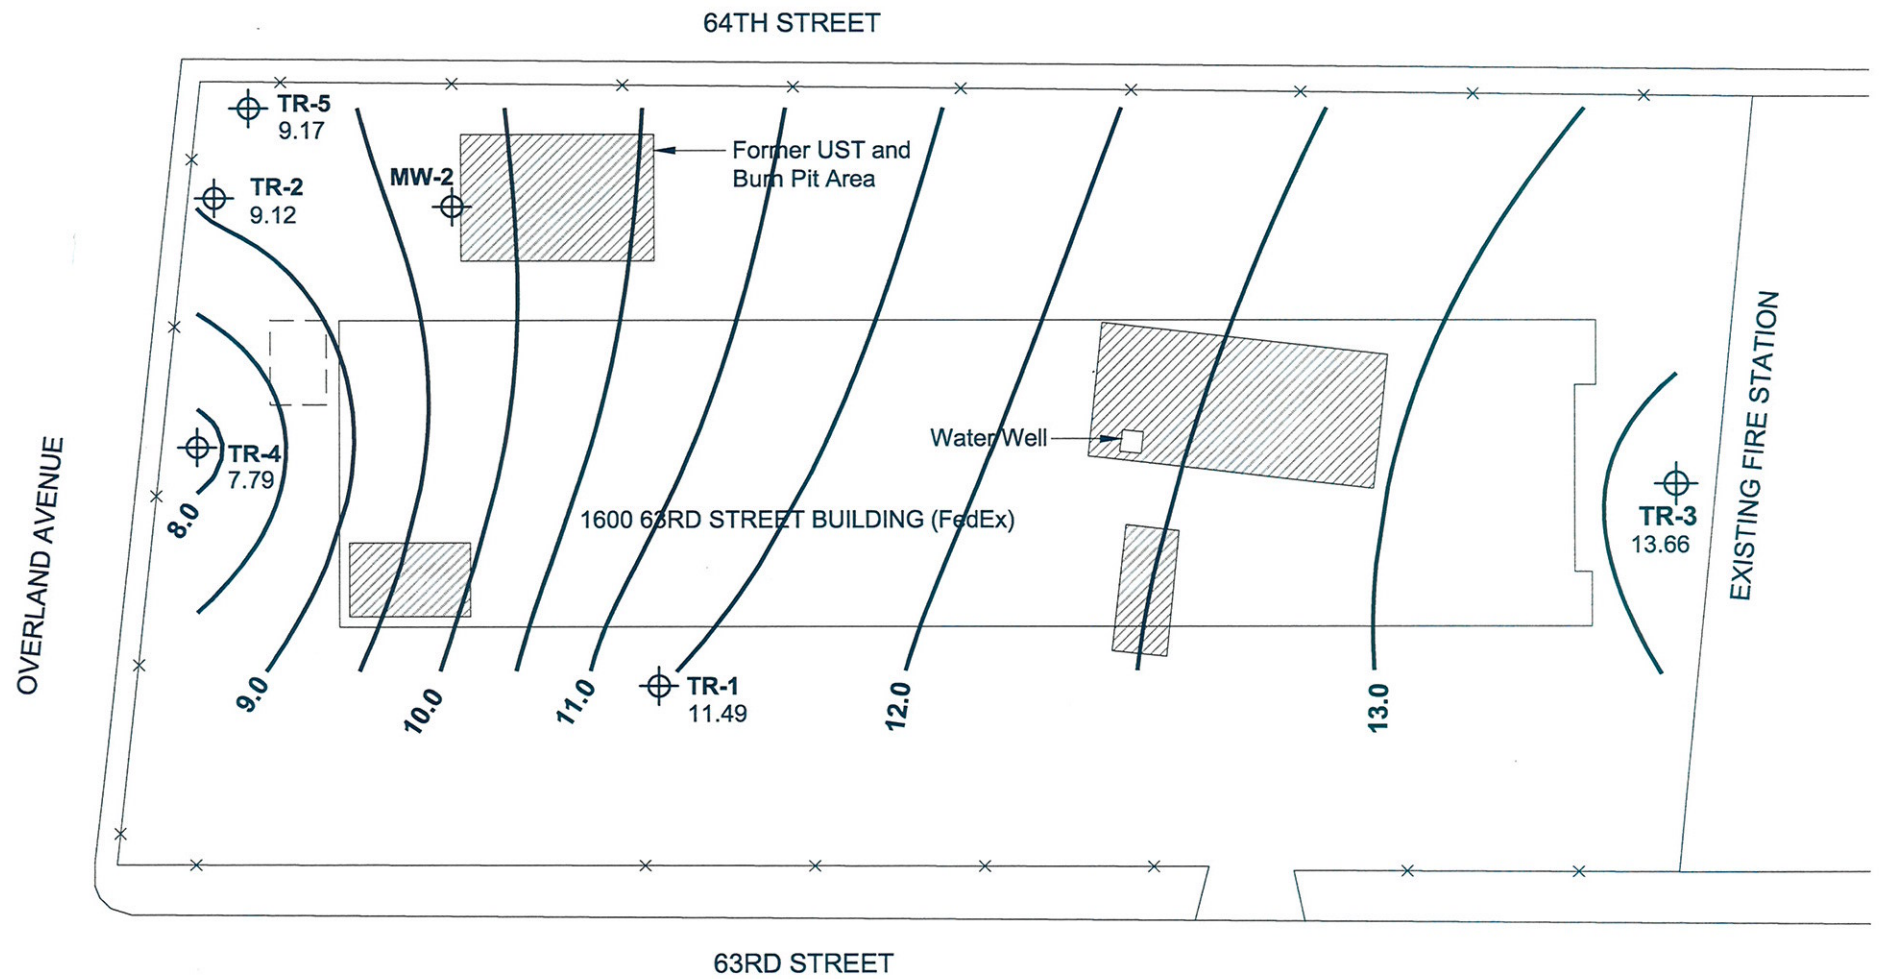 64TH STREET
TR-5
9.17
Former UST and
Burn Pit Area
MW-2
TR-2
9.12
Water Well
TR-4
7.79
8.0
1600 63RD STREET BUILDING (FedEx)
TR-3
13.66
EXISTING FIRE STATION
OVERLAND AVENUE
9.0
10.0
11.0
TR-1
11.49
12.0
13.0
63RD STREET